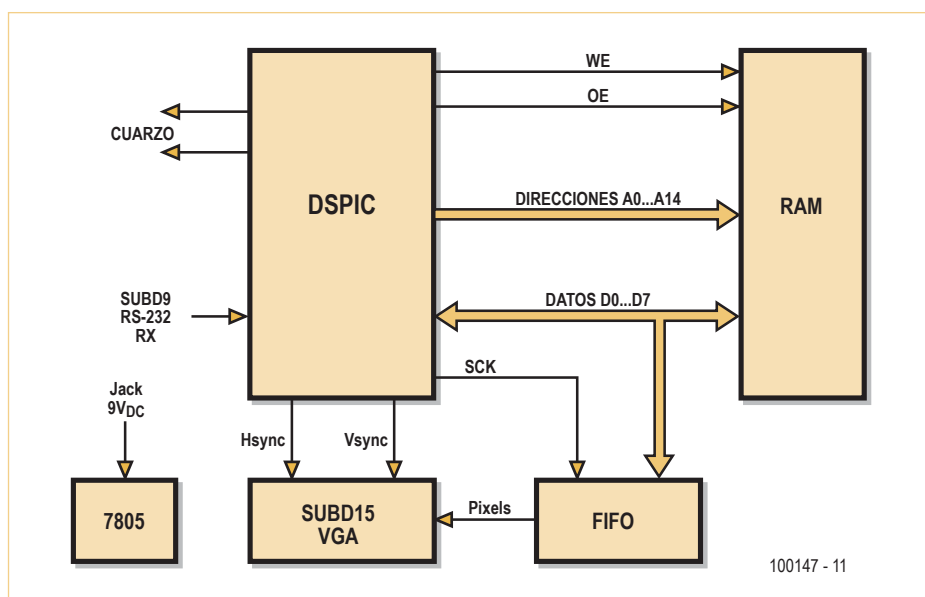 WE
OE
CUARZO
DSPIC
RAM
DIRECCIONES A0...A14
SUBD9
RS-232
RX
DATOS D0...D7
SCK
Jack
9VDC
Hsync
Vsync
7805
SUBD15
VGA
Pixels
FIFO
100147 - 11